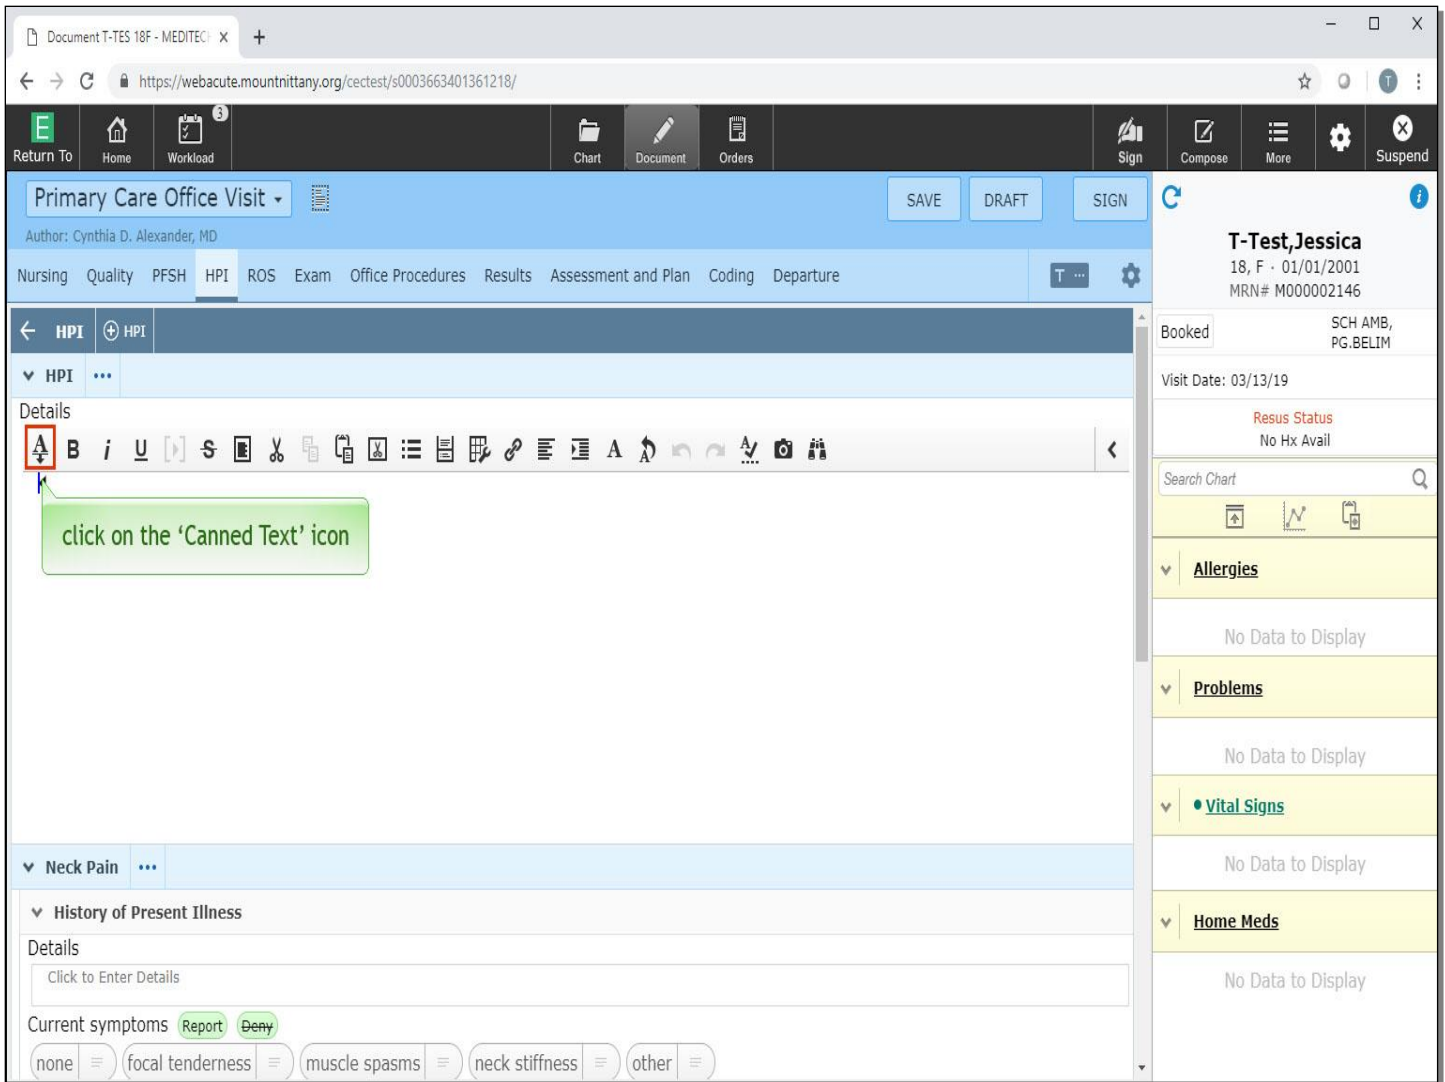 Document T-TES 18F - MEDITECH
https://webacute.mountnittany.org/cectest/s0003663401361218/
T
E
Return To
Home
3
Workload
Chart
Document
Orders
Sign
Compose
More
Suspend
Primary Care Office Visit
SAVE
DRAFT
SIGN
Author: Cynthia D. Alexander, MD
Nursing Quality PFSH HPI ROS Exam Office Procedures Results Assessment and Plan Coding Departure
T ...
HPI
HPI
HPI
Details
click on the ‘Canned Text’ icon
Neck Pain
History of Present Illness
Details
Click to Enter Details
Current symptoms Report Deny
none focal tenderness muscle spasms neck stiffness other
T-Test,Jessica
18, F · 01/01/2001
MRN# M000002146
Booked
SCH AMB,
PG.BELIM
Visit Date: 03/13/19
Resus Status
No Hx Avail
Search Chart
Allergies
No Data to Display
Problems
No Data to Display
Vital Signs
No Data to Display
Home Meds
No Data to Display